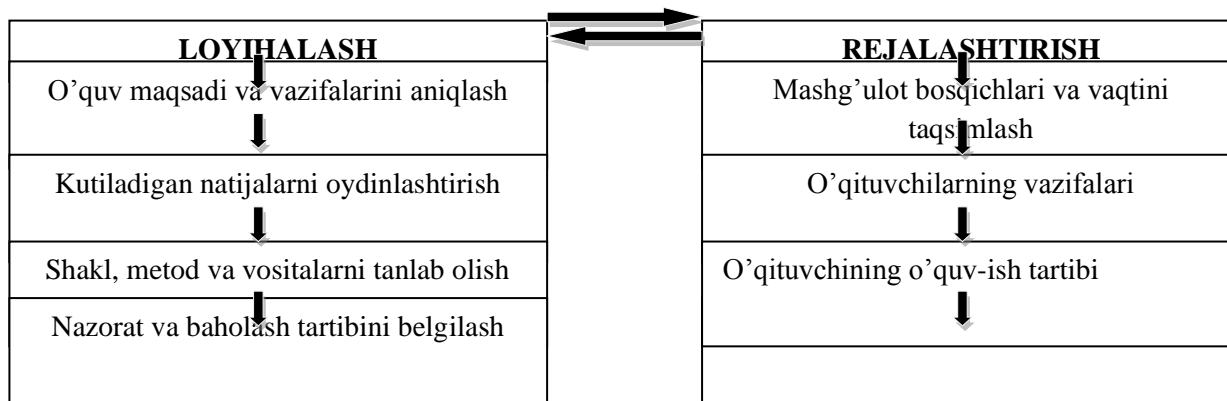 LOYIHALASH
O’quv maqsadi va vazifalarini aniqlash
Kutiladigan natijalarni oydinlashtirish
Shakl, metod va vositalarni tanlab olish
Nazorat va baholash tartibini belgilash
REJALASHTIRISH
Mashg’ulot bosqichlari va vaqtini
taqsimlash
O’qituvchilarning vazifalari
O’qituvchining o’quv-ish tartibi